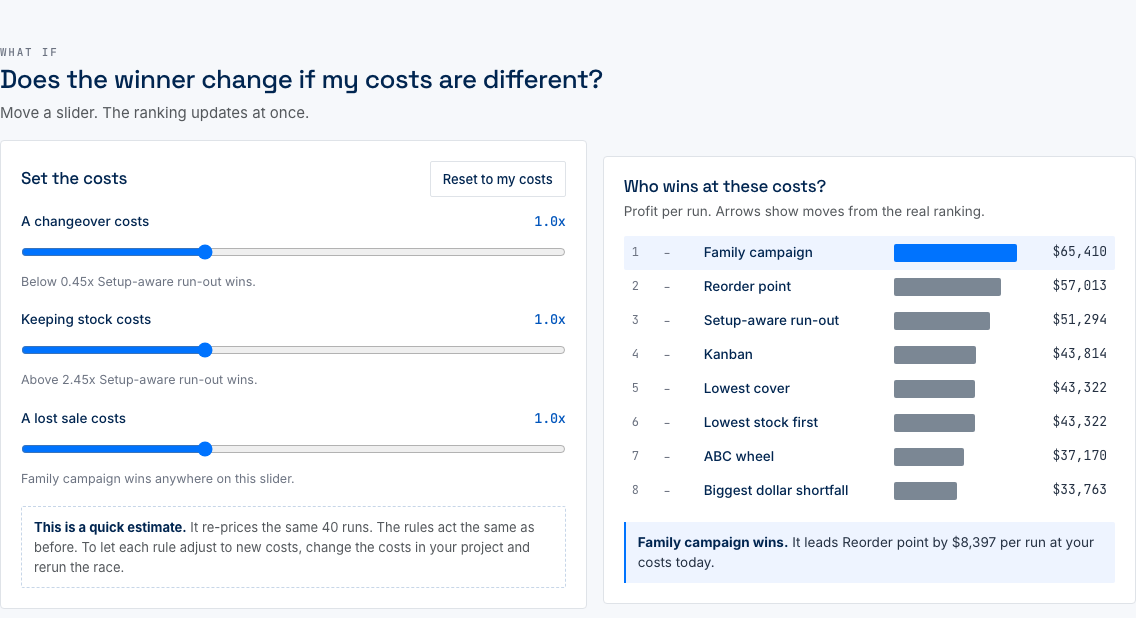 WHAT IF
Does the winner change if my costs are different?
Move a slider. The ranking updates at once.
Set the costs
Reset to my costs
A changeover costs 1.0x
Below 0.45x Setup-aware run-out wins.
Keeping stock costs 1.0x
Above 2.45x Setup-aware run-out wins.
A lost sale costs 1.0x
Family campaign wins anywhere on this slider.
This is a quick estimate. It re-prices the same 40 runs. The rules act the same as
before. To let each rule adjust to new costs, change the costs in your project and
rerun the race.
Who wins at these costs?
Profit per run. Arrows show moves from the real ranking.
1 – Family campaign $65,410
2 – Reorder point $57,013
3 – Setup-aware run-out $51,294
4 – Kanban $43,814
5 – Lowest cover $43,322
6 – Lowest stock first $43,322
7 – ABC wheel $37,170
8 – Biggest dollar shortfall $33,763
Family campaign wins. It leads Reorder point by $8,397 per run at your
costs today.